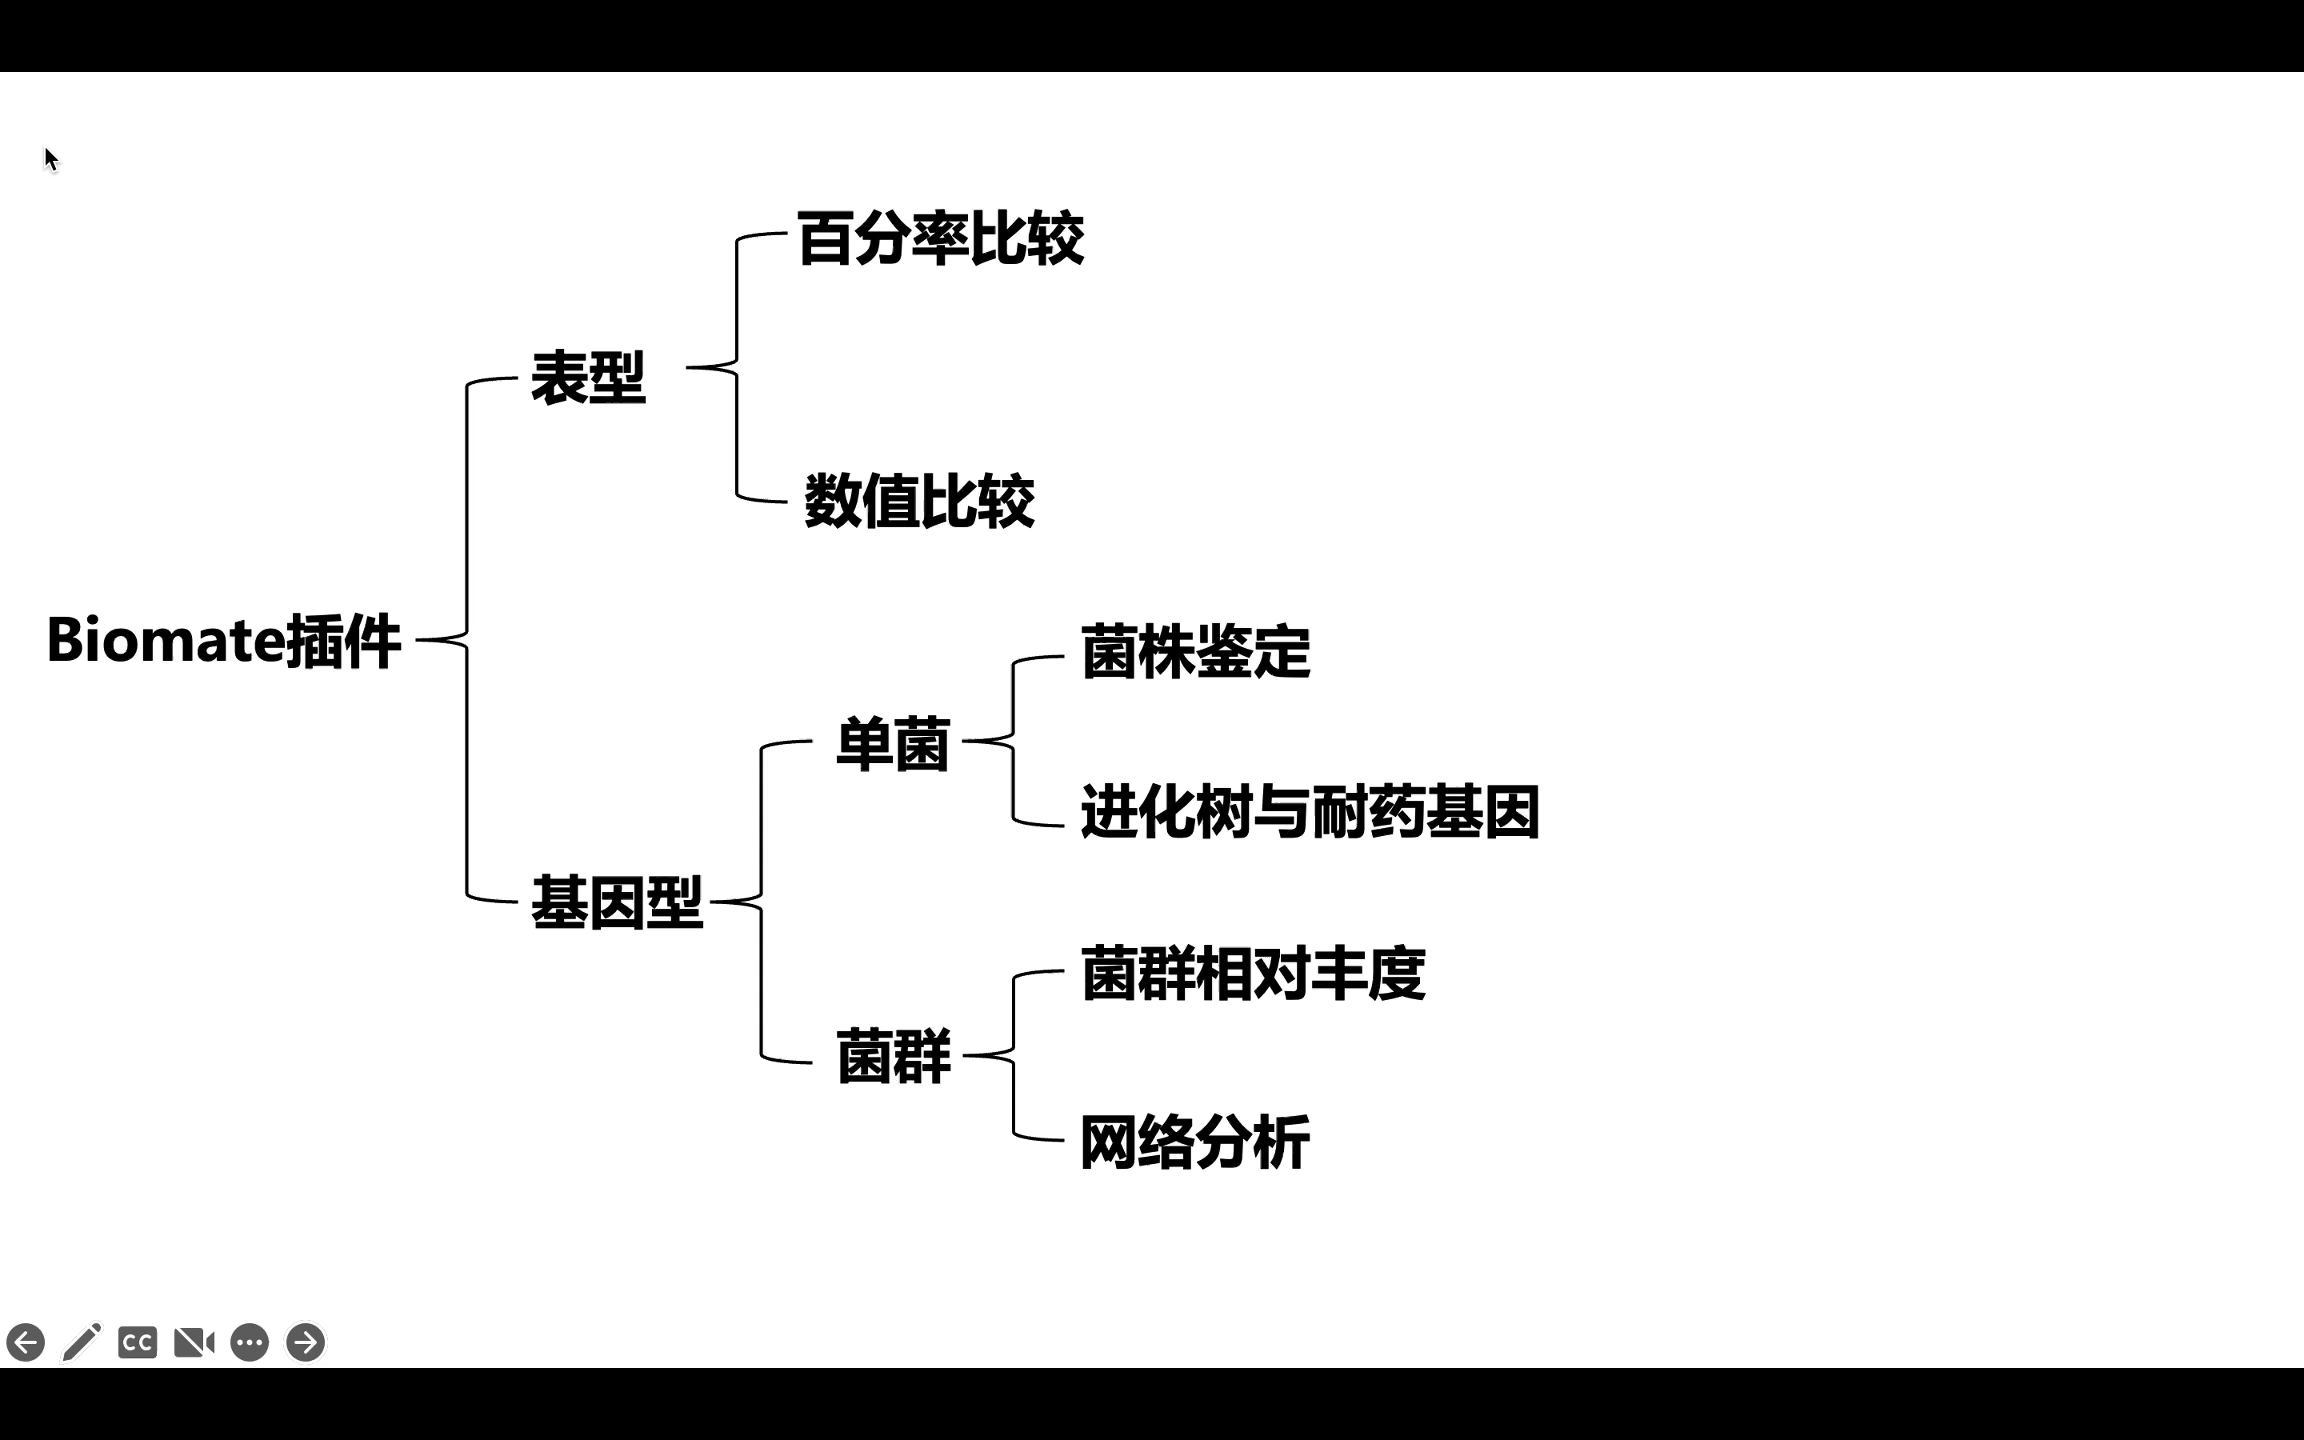 百分率比较
表型
数值比较
Biomate插件
菌株鉴定
单菌
进化树与耐药基因
基因型
菌群相对丰度
菌群
网络分析
CC